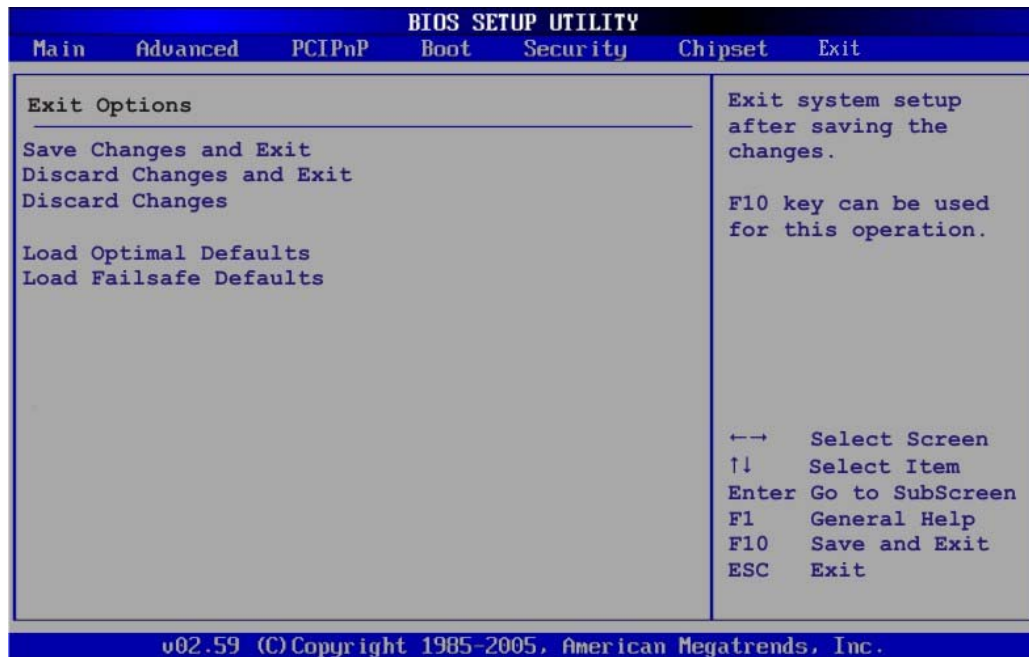 BIOS SETUP UTILITY
Main Advanced PCIPnP Boot Security Chipset Exit
Exit Options
Save Changes and Exit
Discard Changes and Exit
Discard Changes
Load Optimal Defaults
Load Failsafe Defaults
Exit system setup
after saving the
changes.
F10 key can be used
for this operation.
←→ Select Screen
↑↓ Select Item
Enter Go to SubScreen
F1 General Help
F10 Save and Exit
ESC Exit
v02.59 (C)Copyright 1985-2005, American Megatrends, Inc.